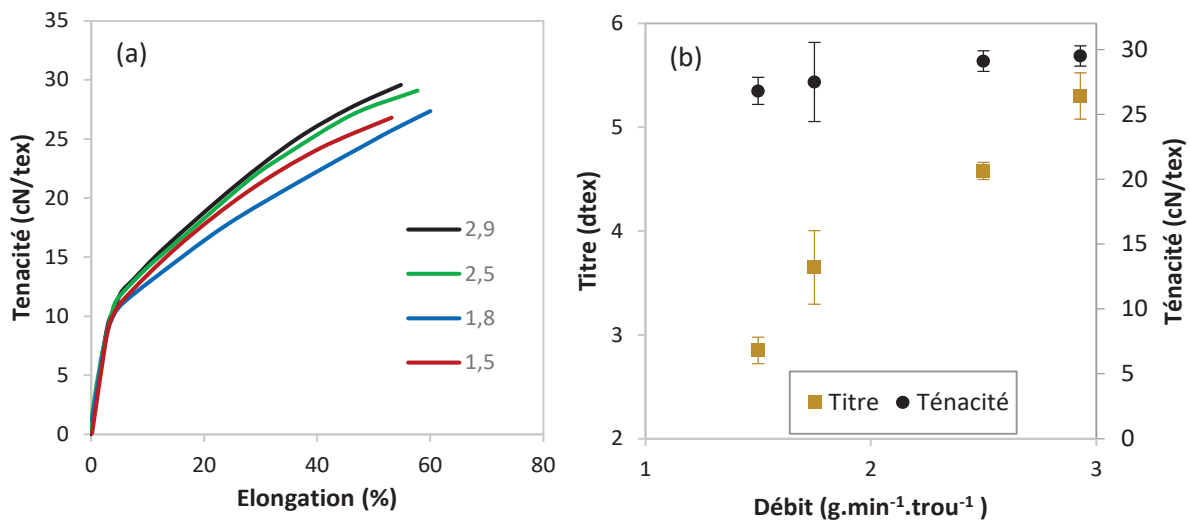 (a)
Tenacité (cN/tex)
35
30
25
20
15
10
5
0
0 20 40 60 80
Elongation (%)
2,9
2,5
1,8
1,5
(b)
Titre (dtex)
6
5
4
3
2
1 2 3
Débit (g.min⁻¹.trou⁻¹ )
30
25
20
15
10
5
0
Ténacité (cN/tex)
Titre Ténacité